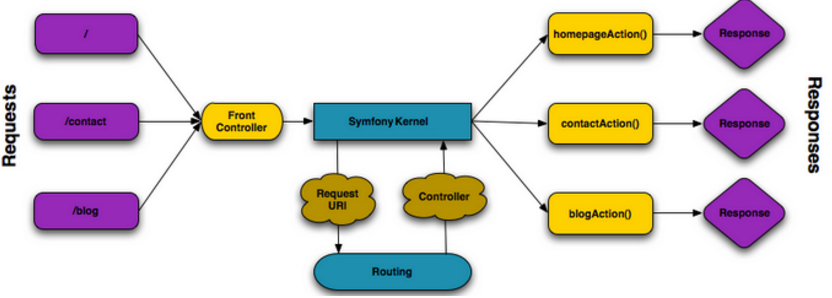 Requests
/
/contact
/blog
Front
Controller
Symfony Kernel
Request
URI
Controller
Routing
homepageAction()
contactAction()
blogAction()
Response
Response
Response
Responses